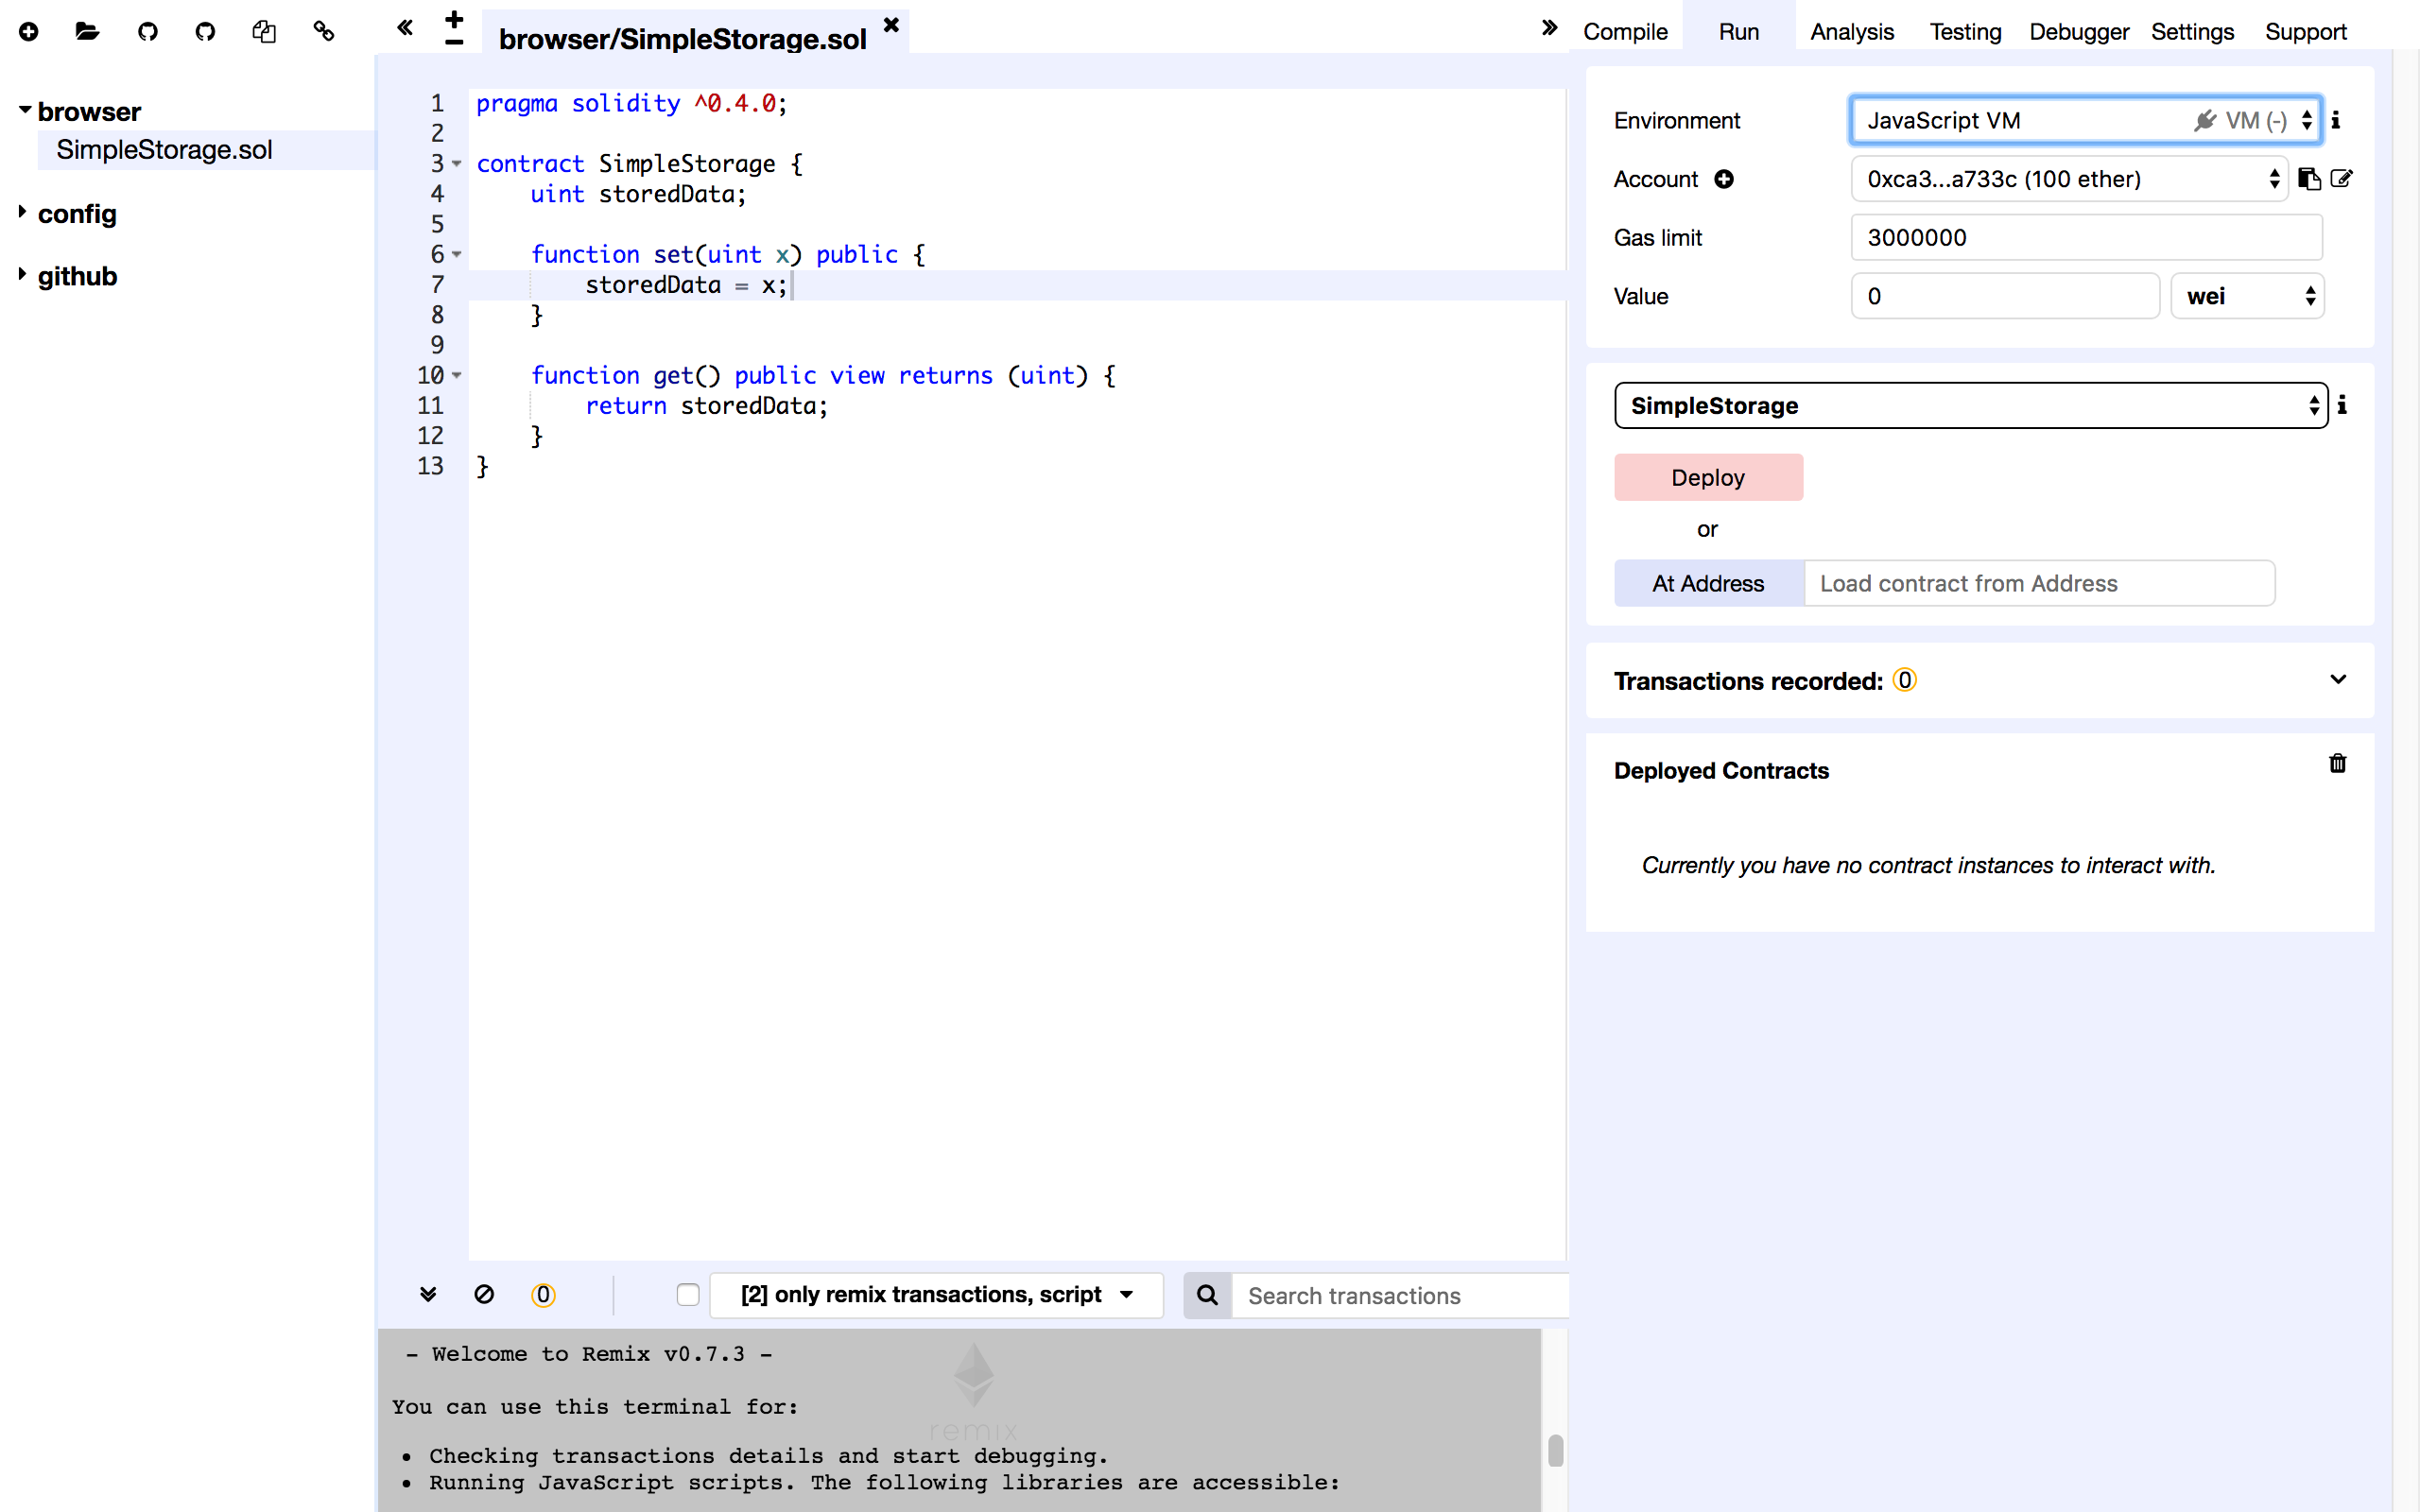 browser
SimpleStorage.sol
config
github
browser/SimpleStorage.sol
1 pragma solidity ^0.4.0;
2
3 contract SimpleStorage {
4 uint storedData;
5
6 function set(uint x) public {
7 storedData = x;
8 }
9
10 function get() public view returns (uint) {
11 return storedData;
12 }
13 }
0
[2] only remix transactions, script
Search transactions
- Welcome to Remix v0.7.3 -
You can use this terminal for:
remix
• Checking transactions details and start debugging.
• Running JavaScript scripts. The following libraries are accessible:
Compile Run Analysis Testing Debugger Settings Support
Environment JavaScript VM VM (-)
Account 0xca3...a733c (100 ether)
Gas limit 3000000
Value 0 wei
SimpleStorage
Deploy
or
At Address Load contract from Address
Transactions recorded: 0
Deployed Contracts
Currently you have no contract instances to interact with.